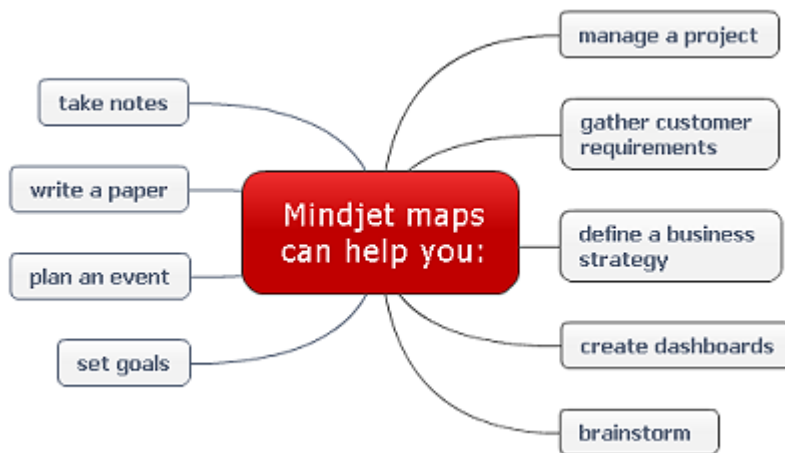 Mindjet maps
can help you:
take notes
write a paper
plan an event
set goals
manage a project
gather customer
requirements
define a business
strategy
create dashboards
brainstorm